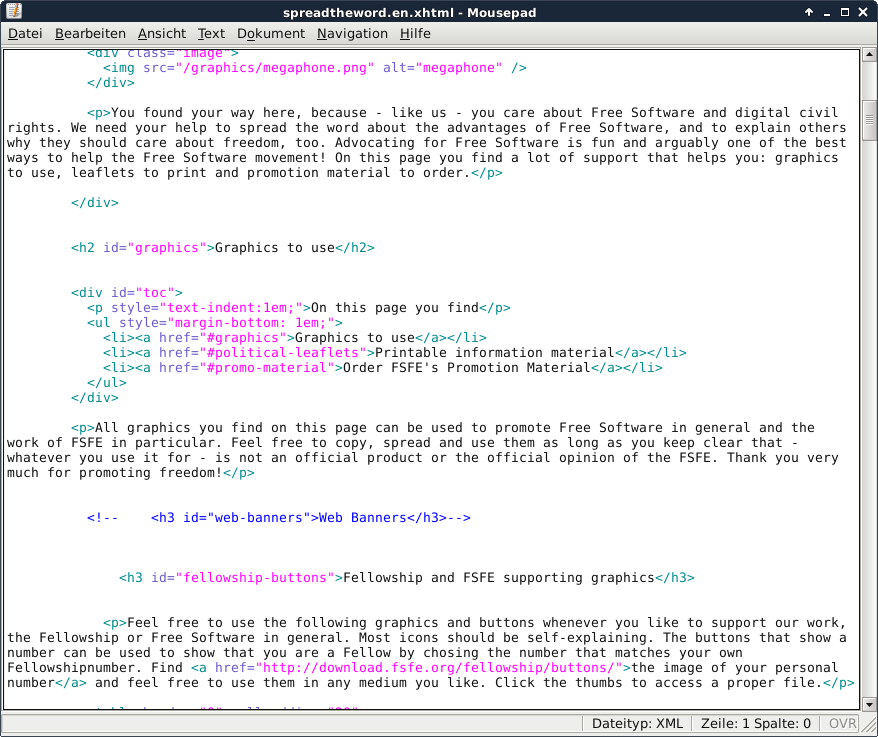 spreadtheword.en.xhtml - Mousepad
Datei Bearbeiten Ansicht Text Dokument Navigation Hilfe
<div class="image">
<img src="/graphics/megaphone.png" alt="megaphone" />
</div>
<p>You found your way here, because - like us - you care about Free Software and digital civil
rights. We need your help to spread the word about the advantages of Free Software, and to explain others
why they should care about freedom, too. Advocating for Free Software is fun and arguably one of the best
ways to help the Free Software movement! On this page you find a lot of support that helps you: graphics
to use, leaflets to print and promotion material to order.</p>
</div>
<h2 id="graphics">Graphics to use</h2>
<div id="toc">
<p style="text-indent:1em;">On this page you find</p>
<ul style="margin-bottom: 1em;">
<li><a href="#graphics">Graphics to use</a></li>
<li><a href="#political-leaflets">Printable information material</a></li>
<li><a href="#promo-material">Order FSFE's Promotion Material</a></li>
</ul>
</div>
<p>All graphics you find on this page can be used to promote Free Software in general and the
work of FSFE in particular. Feel free to copy, spread and use them as long as you keep clear that -
whatever you use it for - is not an official product or the official opinion of the FSFE. Thank you very
much for promoting freedom!</p>
<!--    <h3 id="web-banners">Web Banners</h3>-->
<h3 id="fellowship-buttons">Fellowship and FSFE supporting graphics</h3>
<p>Feel free to use the following graphics and buttons whenever you like to support our work,
the Fellowship or Free Software in general. Most icons should be self-explaining. The buttons that show a
number can be used to show that you are a Fellow by chosing the number that matches your own
Fellowshipnumber. Find <a href="http://download.fsfe.org/fellowship/buttons/">the image of your personal
number</a> and feel free to use them in any medium you like. Click the thumbs to access a proper file.</p>
Dateityp: XML Zeile: 1 Spalte: 0 OVR